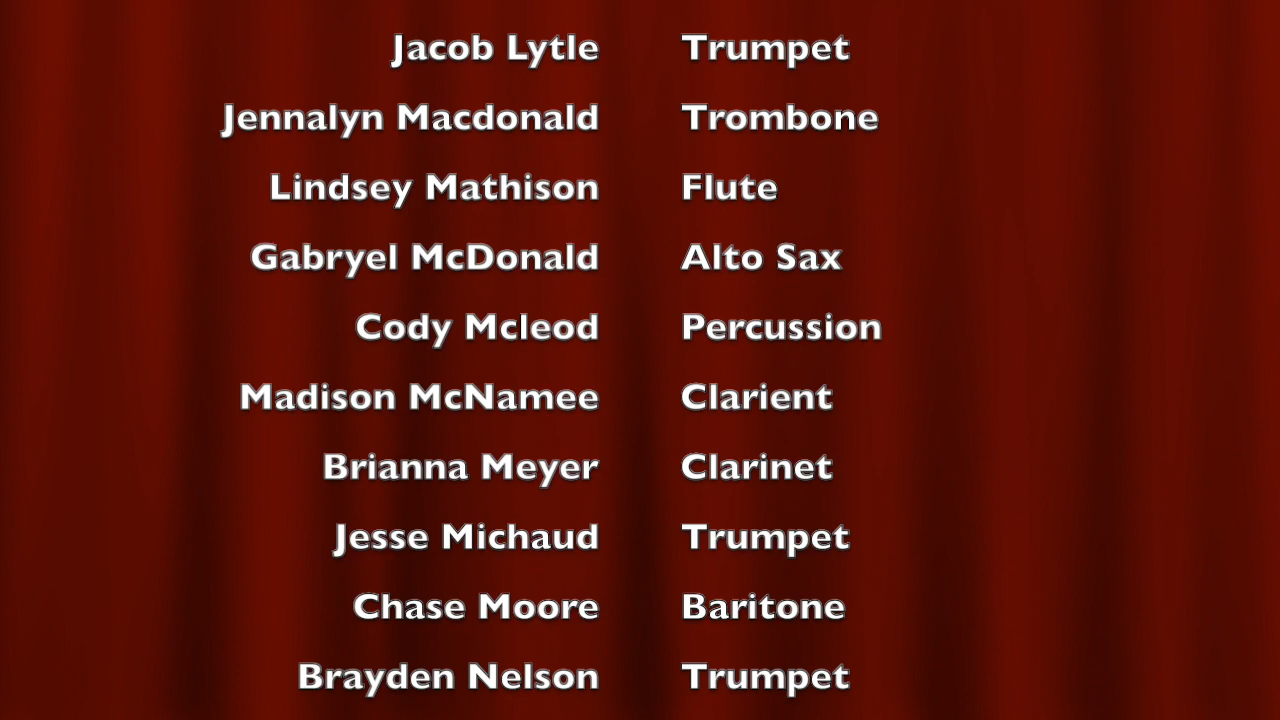 Jacob Lytle Trumpet
Jennalyn Macdonald Trombone
Lindsey Mathison Flute
Gabryel McDonald Alto Sax
Cody Mcleod Percussion
Madison McNamee Clarient
Brianna Meyer Clarinet
Jesse Michaud Trumpet
Chase Moore Baritone
Brayden Nelson Trumpet